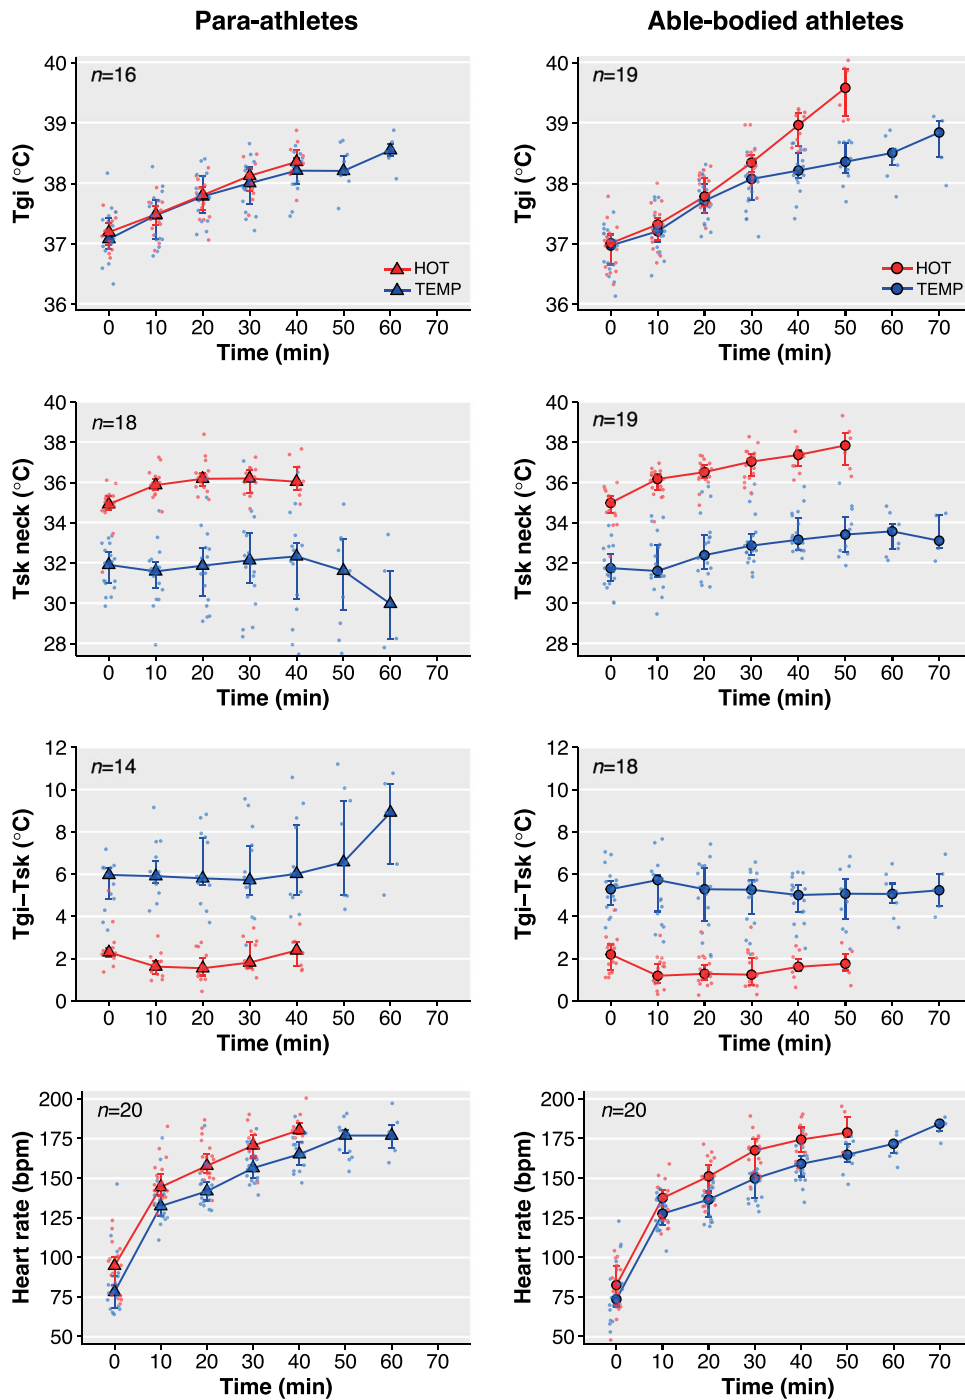 Para-athletes
Able-bodied athletes
n=16
Tgi (°C)
40
39
38
37
36
HOT
TEMP
0 10 20 30 40 50 60 70
Time (min)
n=19
Tgi (°C)
40
39
38
37
36
HOT
TEMP
0 10 20 30 40 50 60 70
Time (min)
n=18
Tsk neck (°C)
40
38
36
34
32
30
28
0 10 20 30 40 50 60 70
Time (min)
n=19
Tsk neck (°C)
40
38
36
34
32
30
28
0 10 20 30 40 50 60 70
Time (min)
n=14
Tgi–Tsk (°C)
12
10
8
6
4
2
0
0 10 20 30 40 50 60 70
Time (min)
n=18
Tgi–Tsk (°C)
12
10
8
6
4
2
0
0 10 20 30 40 50 60 70
Time (min)
n=20
Heart rate (bpm)
200
175
150
125
100
75
50
0 10 20 30 40 50 60 70
Time (min)
n=20
Heart rate (bpm)
200
175
150
125
100
75
50
0 10 20 30 40 50 60 70
Time (min)